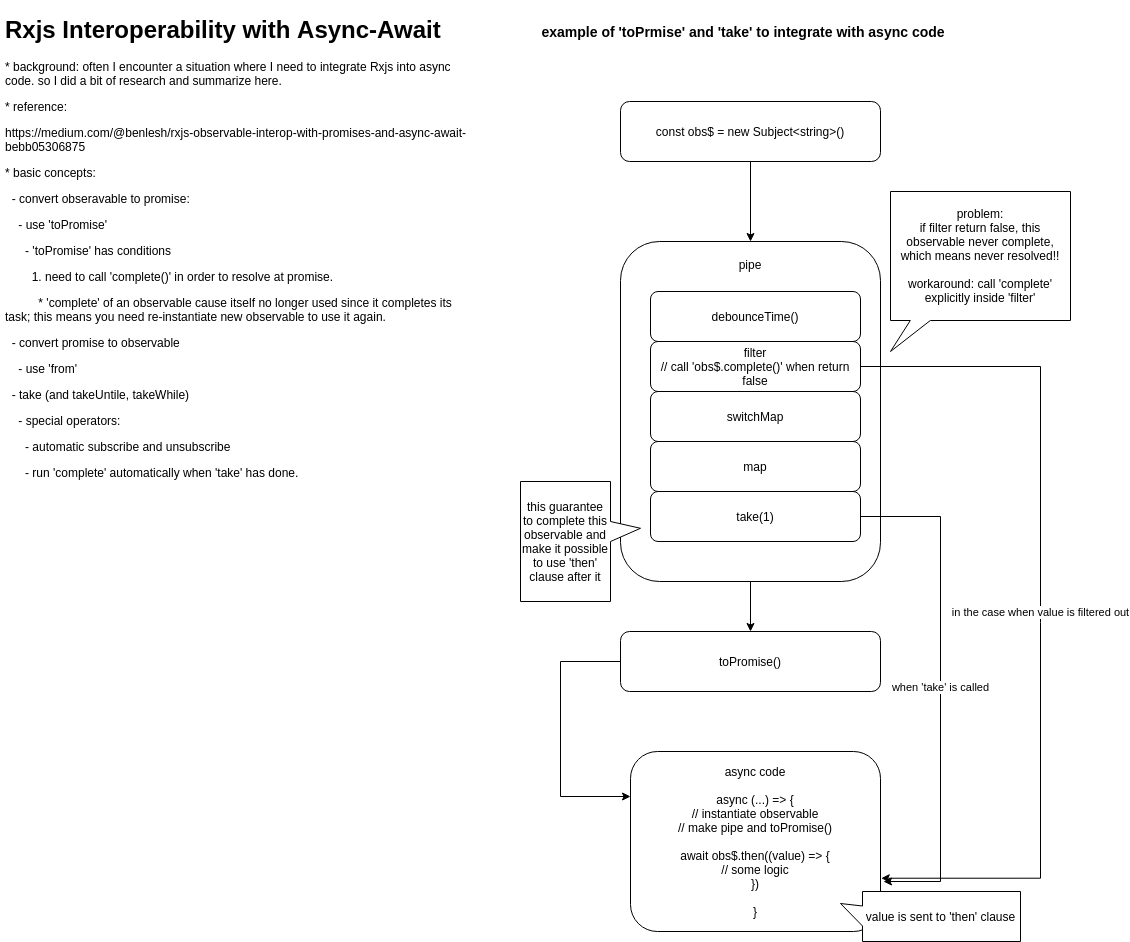 Rxjs Interoperability with Async-Await
* background: often I encounter a situation where I need to integrate Rxjs into async
code. so I did a bit of research and summarize here.
* reference:
https://medium.com/@benlesh/rxjs-observable-interop-with-promises-and-async-await-
bebb05306875
* basic concepts:
- convert obseravable to promise:
- use 'toPromise'
- 'toPromise' has conditions
1. need to call 'complete()' in order to resolve at promise.
* 'complete' of an observable cause itself no longer used since it completes its
task; this means you need re-instantiate new observable to use it again.
- convert promise to observable
- use 'from'
- take (and takeUntile, takeWhile)
- special operators:
- automatic subscribe and unsubscribe
- run 'complete' automatically when 'take' has done.
example of 'toPrmise' and 'take' to integrate with async code
const obs$ = new Subject<string>()
problem:
if filter return false, this
observable never complete,
which means never resolved!!
workaround: call 'complete'
explicitly inside 'filter'
pipe
debounceTime()
filter
// call 'obs$.complete()' when return
false
switchMap
map
take(1)
this guarantee
to complete this
observable and
make it possible
to use 'then'
clause after it
in the case when value is filtered out
toPromise()
when 'take' is called
async code
async (...) => {
// instantiate observable
// make pipe and toPromise()
await obs$.then((value) => {
// some logic
})
}
value is sent to 'then' clause